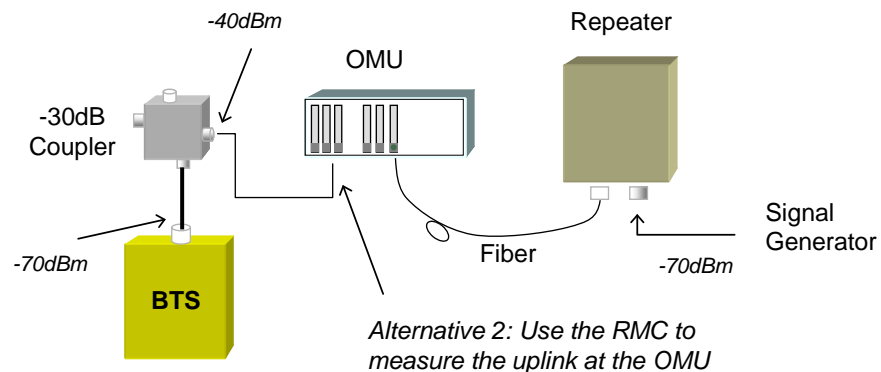 -40dBm
Repeater
OMU
-30dB
Coupler
Signal
Generator
Fiber
-70dBm
-70dBm
BTS
Alternative 2: Use the RMC to
measure the uplink at the OMU